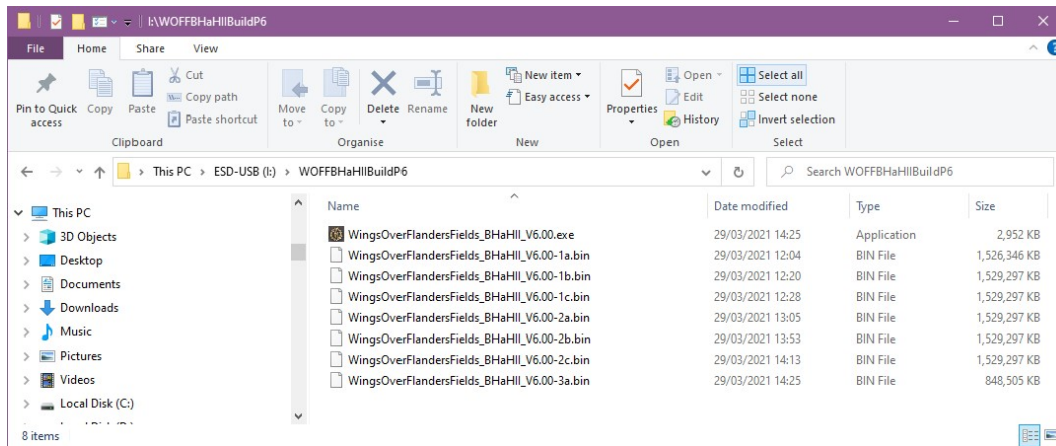 I:\WOFFBHaHIIBuildP6
File Home Share View
Pin to Quick access
Copy
Paste
Cut
Copy path
Paste shortcut
Clipboard
Move to
Copy to
Delete
Rename
Organise
New folder
New item
Easy access
New
Properties
Open
Edit
History
Open
Select all
Select none
Invert selection
Select
This PC > ESD-USB (I:) > WOFFBHaHIIBuildP6
Search WOFFBHaHIIBuildP6
This PC
3D Objects
Desktop
Documents
Downloads
Music
Pictures
Videos
Local Disk (C:)
Name Date modified Type Size
WingsOverFlandersFields_BHaHII_V6.00.exe 29/03/2021 14:25 Application 2,952 KB
WingsOverFlandersFields_BHaHII_V6.00-1a.bin 29/03/2021 12:04 BIN File 1,526,346 KB
WingsOverFlandersFields_BHaHII_V6.00-1b.bin 29/03/2021 12:20 BIN File 1,529,297 KB
WingsOverFlandersFields_BHaHII_V6.00-1c.bin 29/03/2021 12:28 BIN File 1,529,297 KB
WingsOverFlandersFields_BHaHII_V6.00-2a.bin 29/03/2021 13:05 BIN File 1,529,297 KB
WingsOverFlandersFields_BHaHII_V6.00-2b.bin 29/03/2021 13:53 BIN File 1,529,297 KB
WingsOverFlandersFields_BHaHII_V6.00-2c.bin 29/03/2021 14:13 BIN File 1,529,297 KB
WingsOverFlandersFields_BHaHII_V6.00-3a.bin 29/03/2021 14:25 BIN File 848,505 KB
8 items